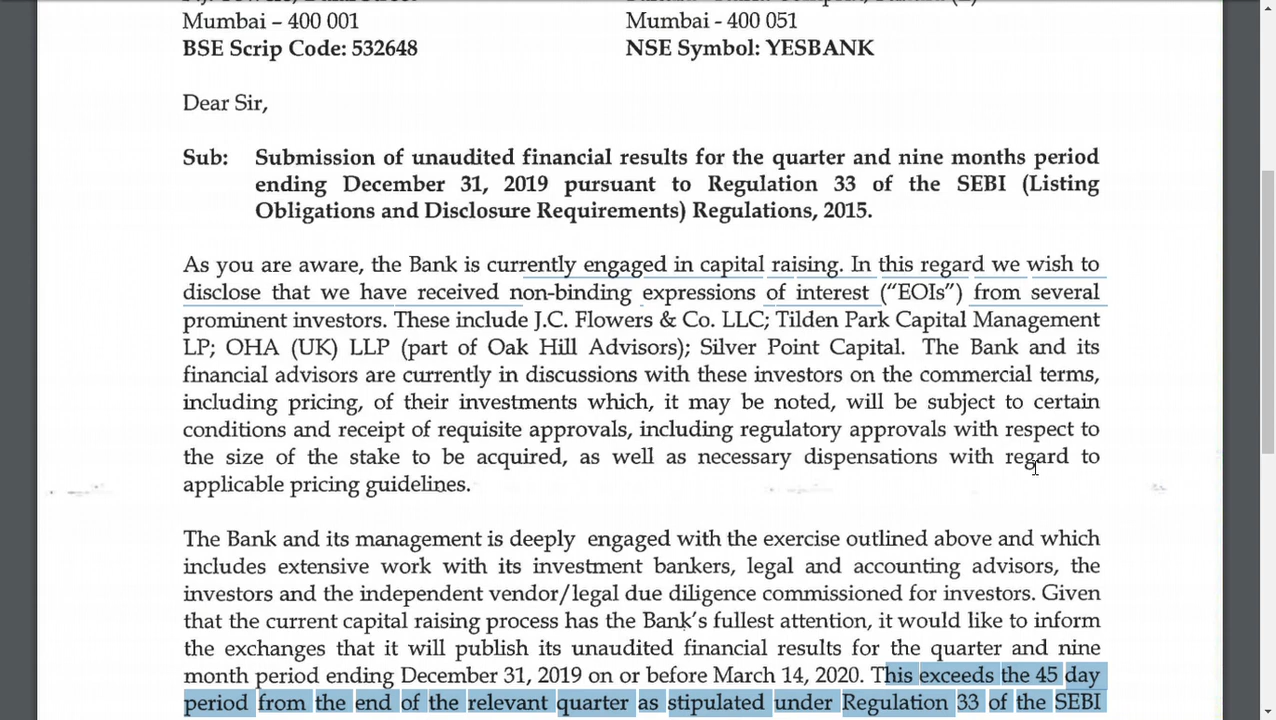 Mumbai – 400 001
Mumbai - 400 051
BSE Scrip Code: 532648
NSE Symbol: YESBANK
Dear Sir,
Sub: Submission of unaudited financial results for the quarter and nine months period
ending December 31, 2019 pursuant to Regulation 33 of the SEBI (Listing
Obligations and Disclosure Requirements) Regulations, 2015.
As you are aware, the Bank is currently engaged in capital raising. In this regard we wish to
disclose that we have received non-binding expressions of interest (“EOIs”) from several
prominent investors. These include J.C. Flowers & Co. LLC; Tilden Park Capital Management
LP; OHA (UK) LLP (part of Oak Hill Advisors); Silver Point Capital. The Bank and its
financial advisors are currently in discussions with these investors on the commercial terms,
including pricing, of their investments which, it may be noted, will be subject to certain
conditions and receipt of requisite approvals, including regulatory approvals with respect to
the size of the stake to be acquired, as well as necessary dispensations with regard to
applicable pricing guidelines.
The Bank and its management is deeply engaged with the exercise outlined above and which
includes extensive work with its investment bankers, legal and accounting advisors, the
investors and the independent vendor/legal due diligence commissioned for investors. Given
that the current capital raising process has the Bank’s fullest attention, it would like to inform
the exchanges that it will publish its unaudited financial results for the quarter and nine
month period ending December 31, 2019 on or before March 14, 2020. This exceeds the 45 day
period from the end of the relevant quarter as stipulated under Regulation 33 of the SEBI